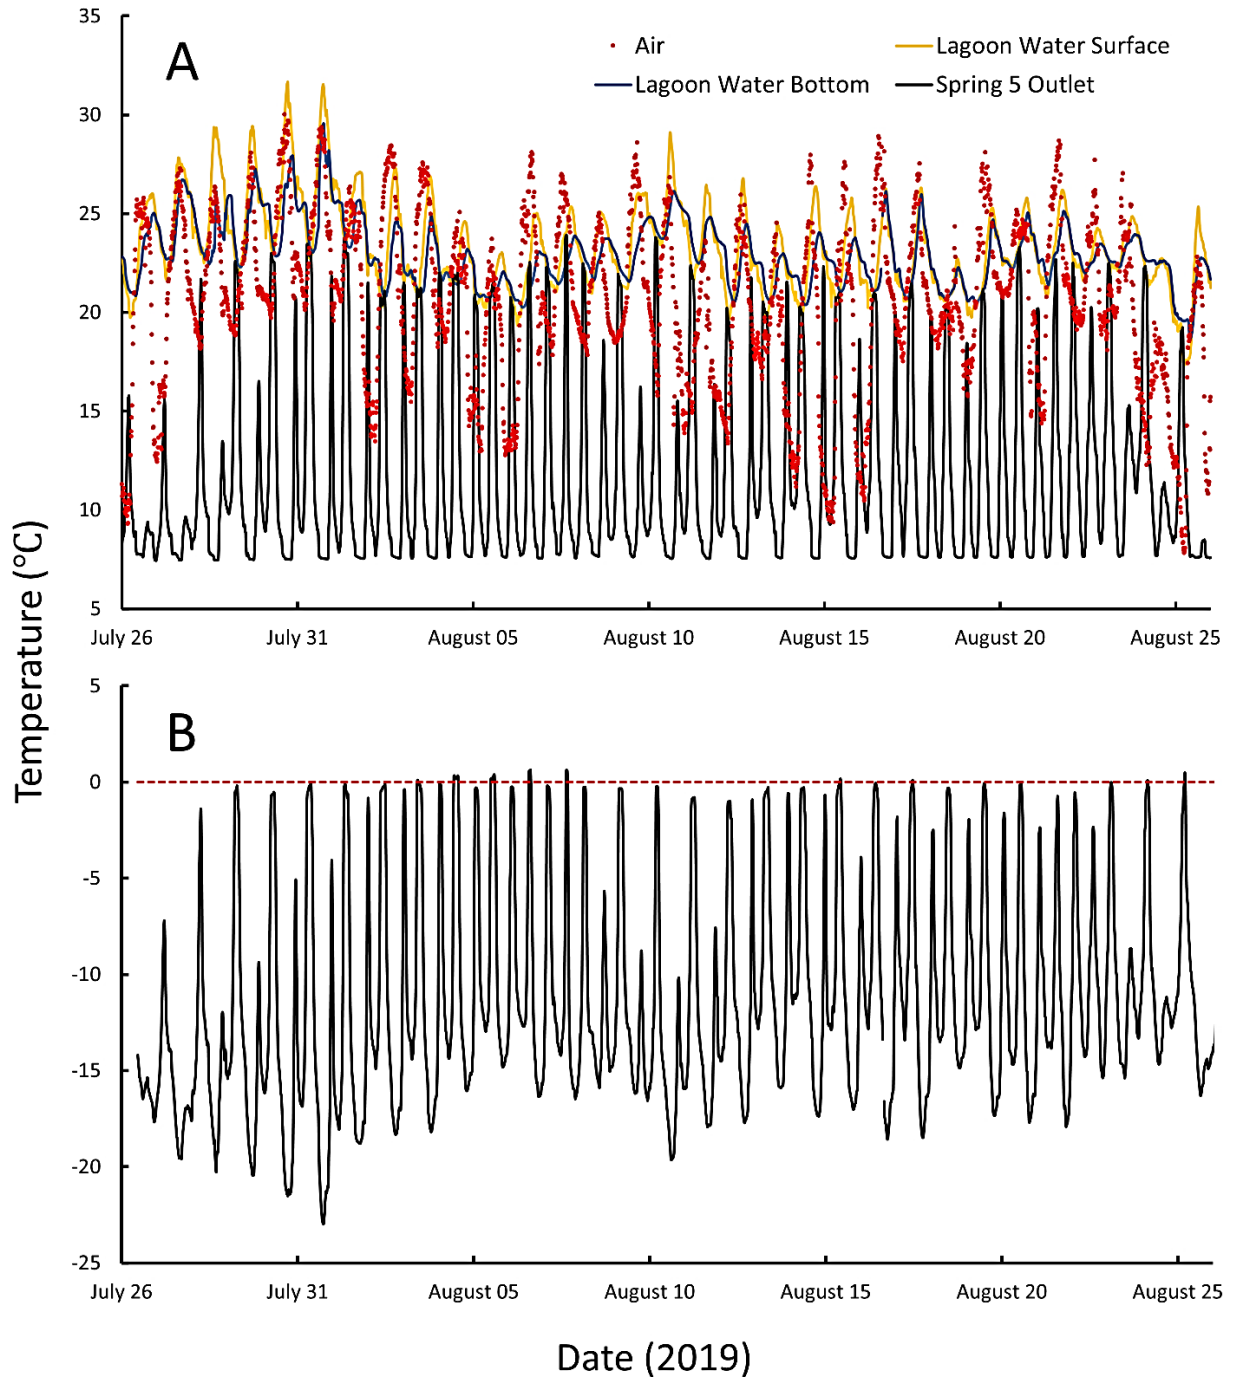 35
A
Air
Lagoon Water Surface
Lagoon Water Bottom
Spring 5 Outlet
30
25
20
15
10
5
July 26
July 31
August 05
August 10
August 15
August 20
August 25
Temperature (°C)
5
B
0
-5
-10
-15
-20
-25
July 26
July 31
August 05
August 10
August 15
August 20
August 25
Date (2019)